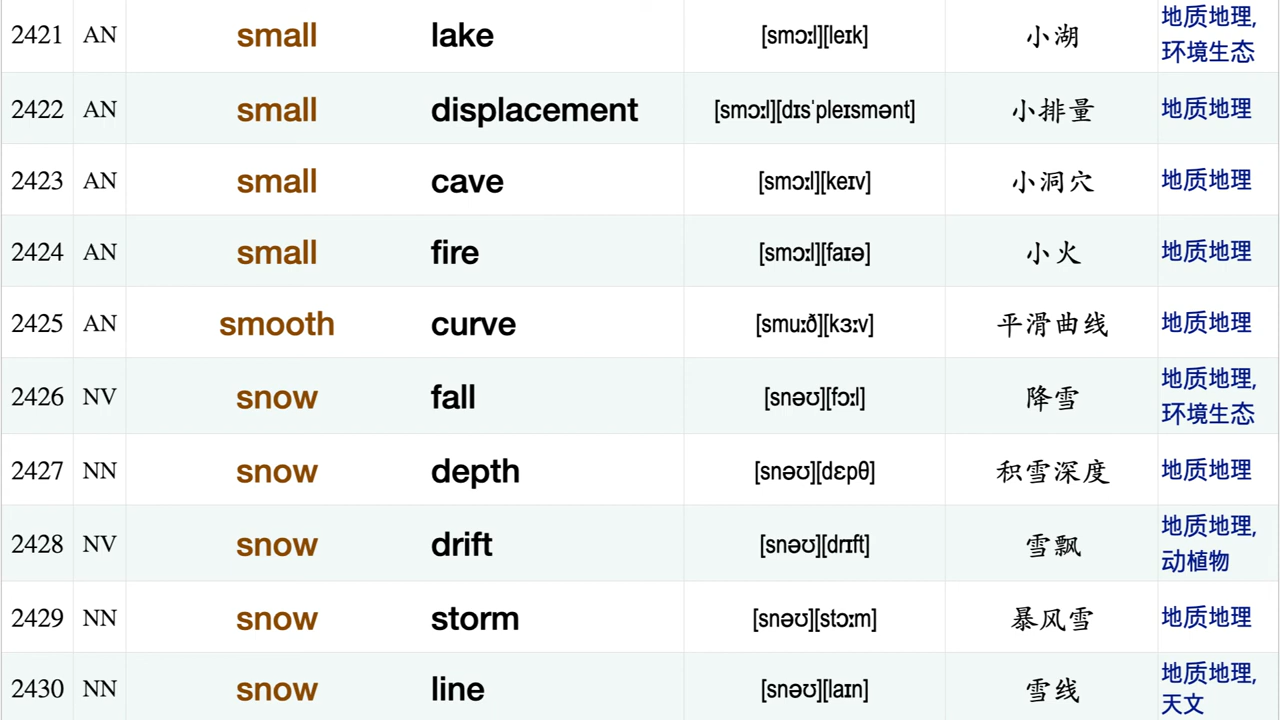 2421 AN small lake [smɔːl][leɪk] 小湖 地质地理,
环境生态
2422 AN small displacement [smɔːl][dɪsˈpleɪsmənt] 小排量 地质地理
2423 AN small cave [smɔːl][keɪv] 小洞穴 地质地理
2424 AN small fire [smɔːl][faɪə] 小火 地质地理
2425 AN smooth curve [smuːð][kɜːv] 平滑曲线 地质地理
2426 NV snow fall [snəʊ][fɔːl] 降雪 地质地理,
环境生态
2427 NN snow depth [snəʊ][dɛpθ] 积雪深度 地质地理
2428 NV snow drift [snəʊ][drɪft] 雪飘 地质地理,
动植物
2429 NN snow storm [snəʊ][stɔːm] 暴风雪 地质地理
2430 NN snow line [snəʊ][laɪn] 雪线 地质地理,
天文